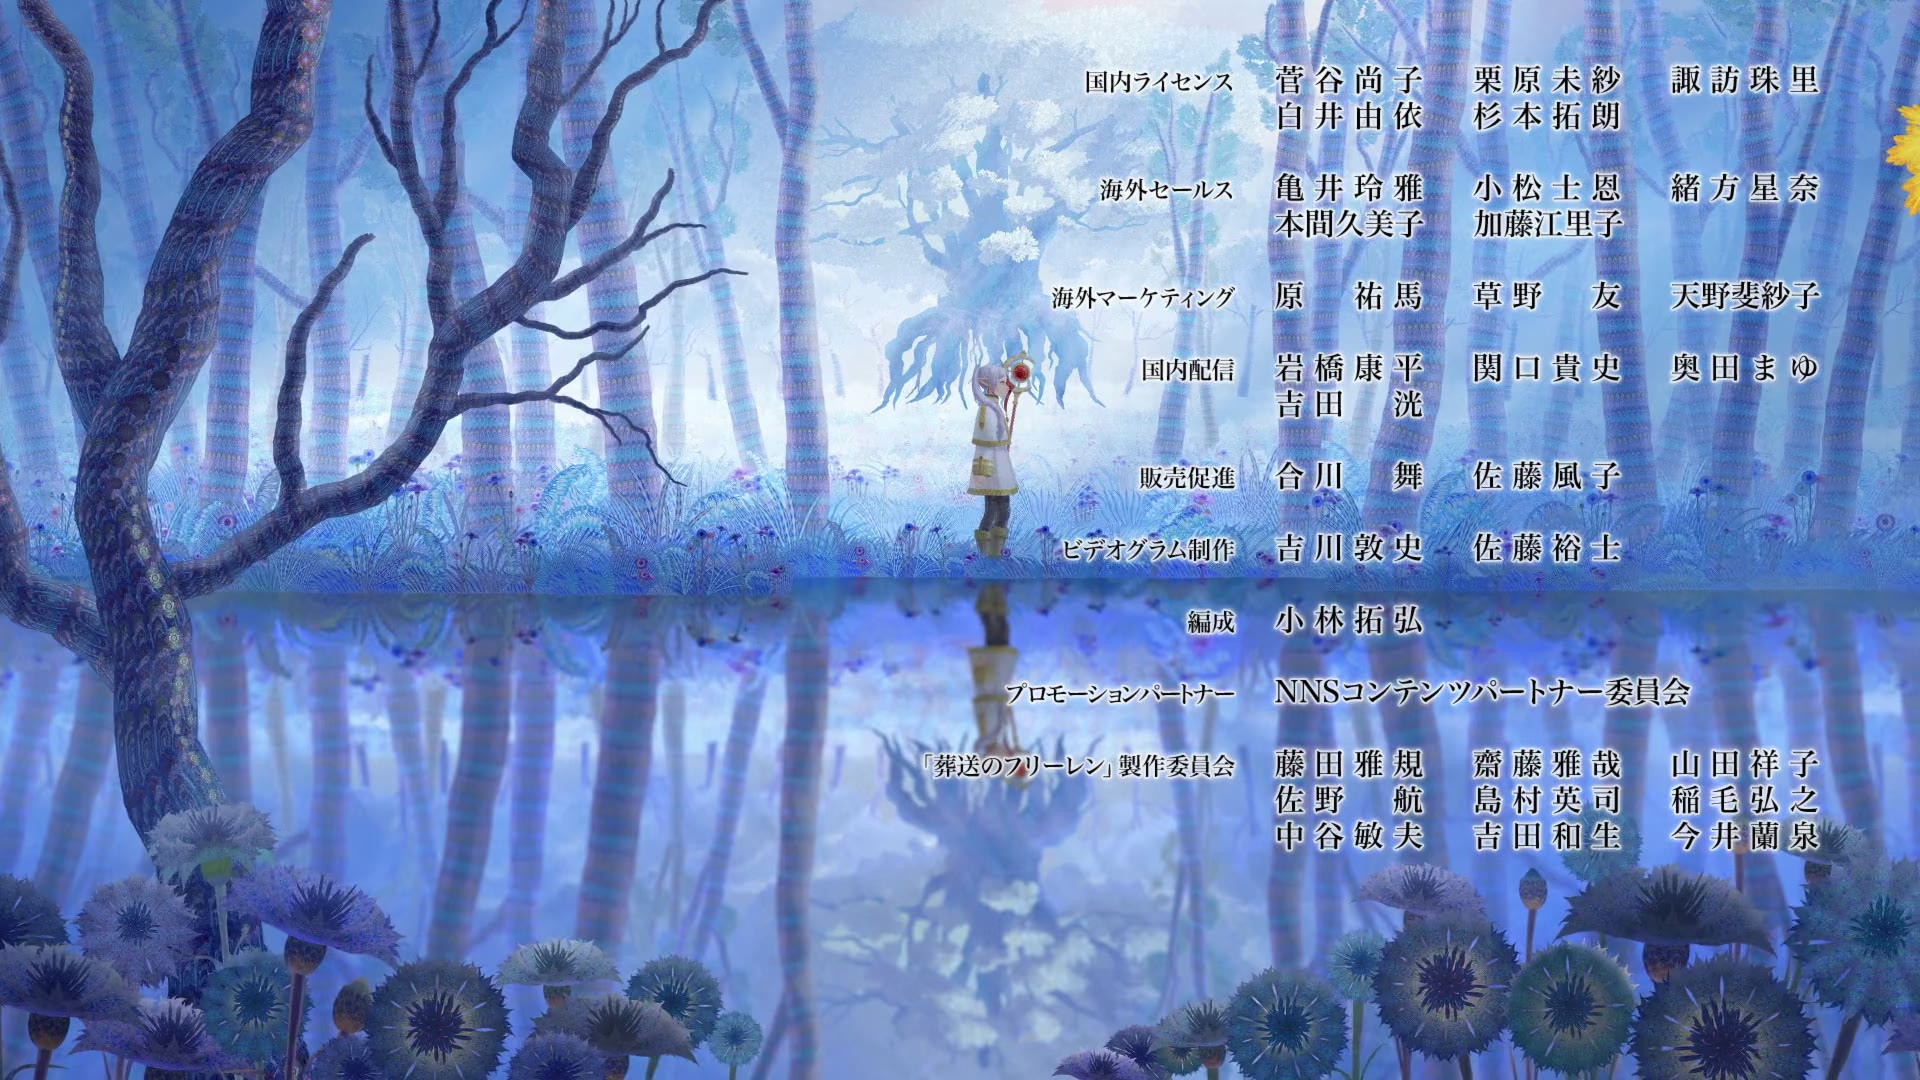 国内ライセンス 菅谷尚子 栗原未紗 諏訪珠里
白井由依 杉本拓朗
海外セールス 亀井玲雅 小松士恩 緒方星奈
本間久美子 加藤江里子
海外マーケティング 原祐馬 草野友 天野斐紗子
国内配信 岩橋康平 関口貴史 奥田まゆ
吉田洸
販売促進 合川舞 佐藤風子
ビデオグラム制作 吉川敦史 佐藤裕士
編成 小林拓弘
プロモーションパートナー NNSコンテンツパートナー委員会
「葬送のフリーレン」製作委員会 藤田雅規 齋藤雅哉 山田祥子
佐野航 島村英司 稲毛弘之
中谷敏夫 吉田和生 今井蘭泉